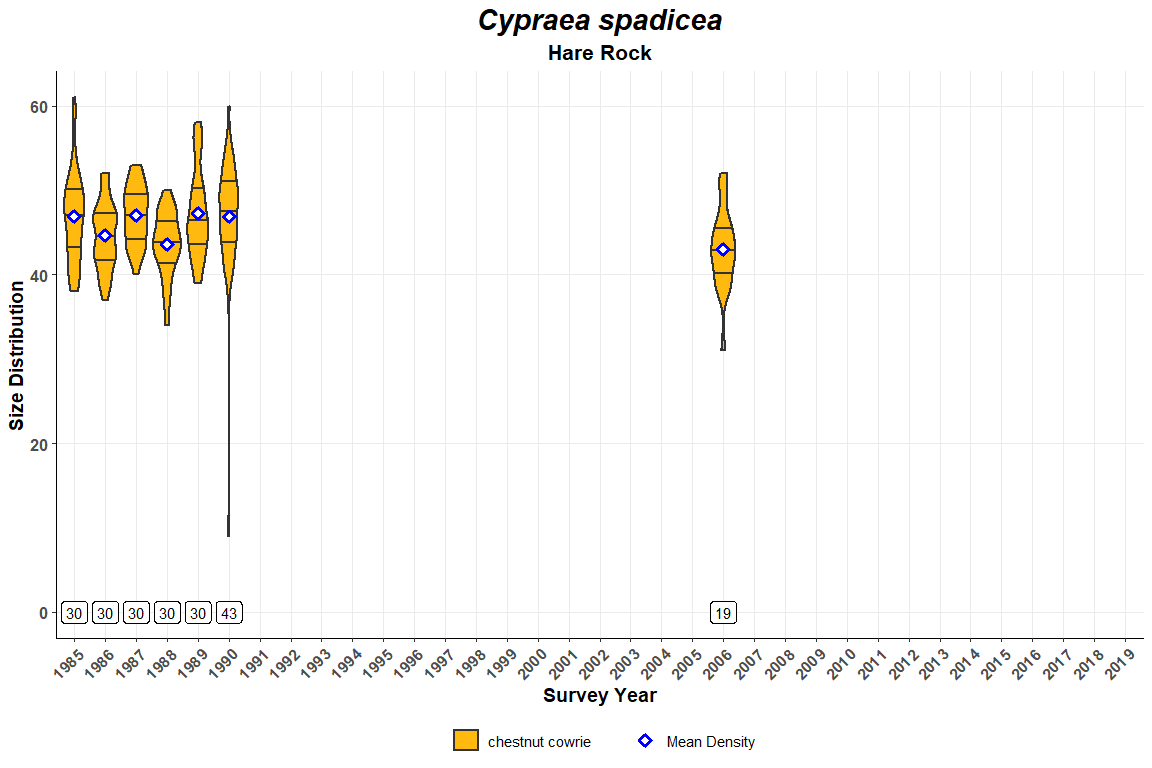 Cypraea spadicea
Hare Rock
Size Distribution
60
40
20
0
30 30 30 30 30 43 19
1985 1986 1987 1988 1989 1990 1991 1992 1993 1994 1995 1996 1997 1998 1999 2000 2001 2002 2003 2004 2005 2006 2007 2008 2009 2010 2011 2012 2013 2014 2015 2016 2017 2018 2019
Survey Year
chestnut cowrie Mean Density